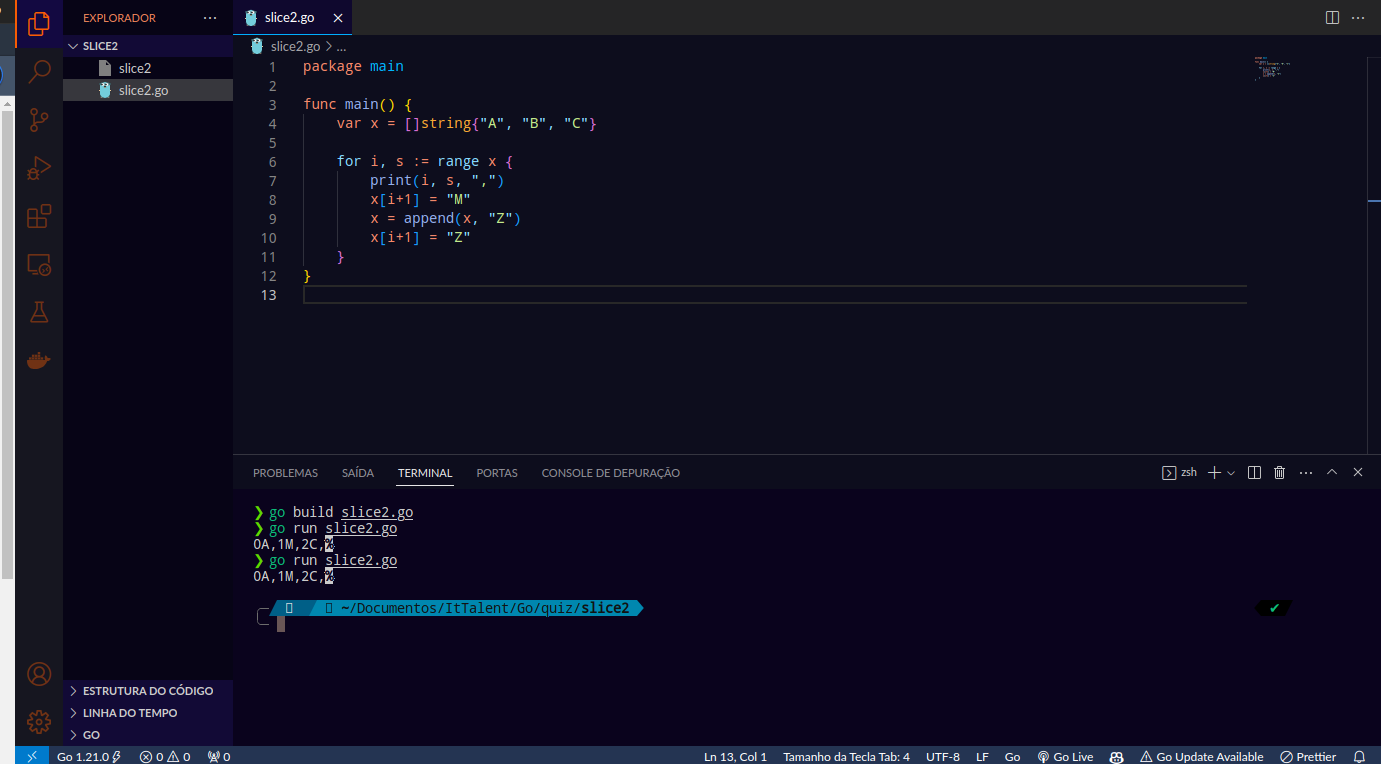 EXPLORADOR
SLICE2
slice2
slice2.go
slice2.go
slice2.go > ...
1 package main
2
3 func main() {
4     var x = []string{"A", "B", "C"}
5
6     for i, s := range x {
7         print(i, s, ",")
8         x[i+1] = "M"
9         x = append(x, "Z")
10         x[i+1] = "Z"
11     }
12 }
13
PROBLEMAS SAÍDA TERMINAL PORTAS CONSOLE DE DEPURAÇÃO zsh
❯ go build slice2.go
❯ go run slice2.go
0A,1M,2C,%
❯ go run slice2.go
0A,1M,2C,%
~/Documentos/ItTalent/Go/quiz/slice2 ✔
ESTRUTURA DO CÓDIGO
LINHA DO TEMPO
GO
Go 1.21.0 0 0 0 Ln 13, Col 1 Tamanho da Tecla Tab: 4 UTF-8 LF Go Go Live Go Update Available Prettier